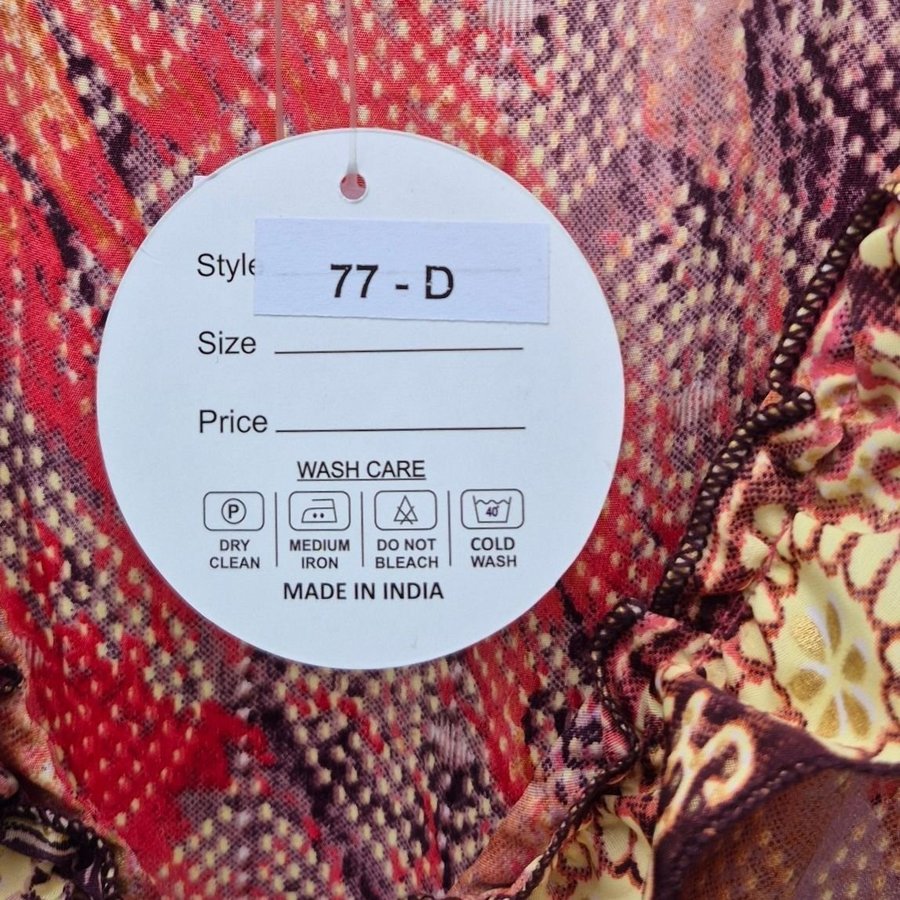 Style 77 - D
Size
Price
WASH CARE
P 40°
DRY CLEAN MEDIUM IRON DO NOT BLEACH COLD WASH
MADE IN INDIA